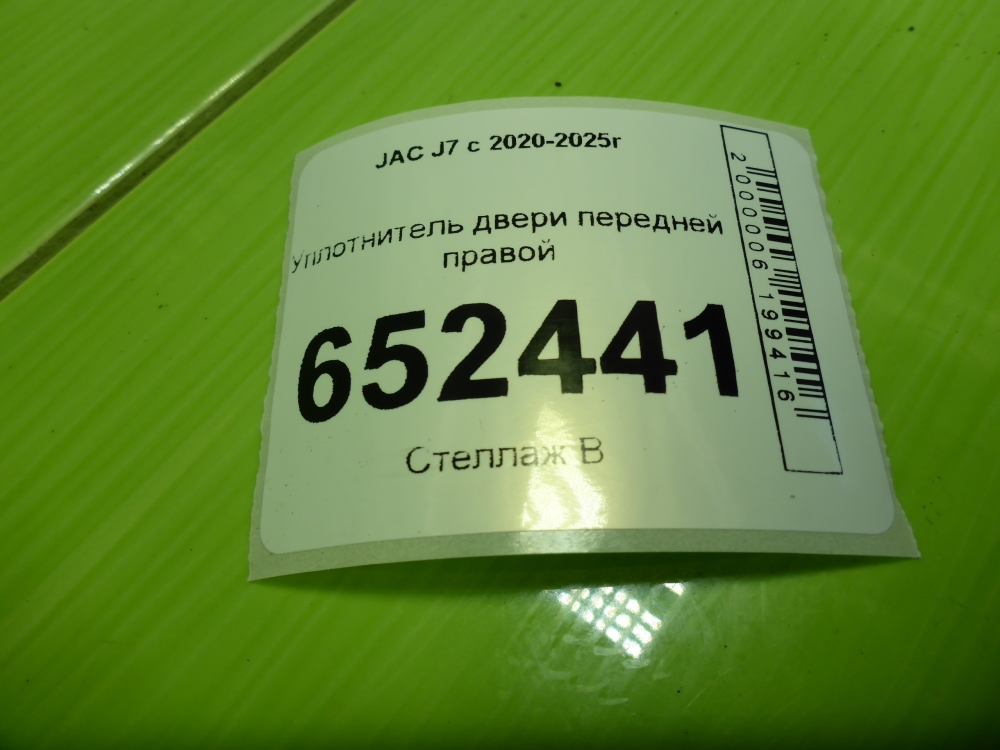 JAC J7 с 2020-2025г
Уплотнитель двери передней
правой
652441
Стеллаж В
2000006199416